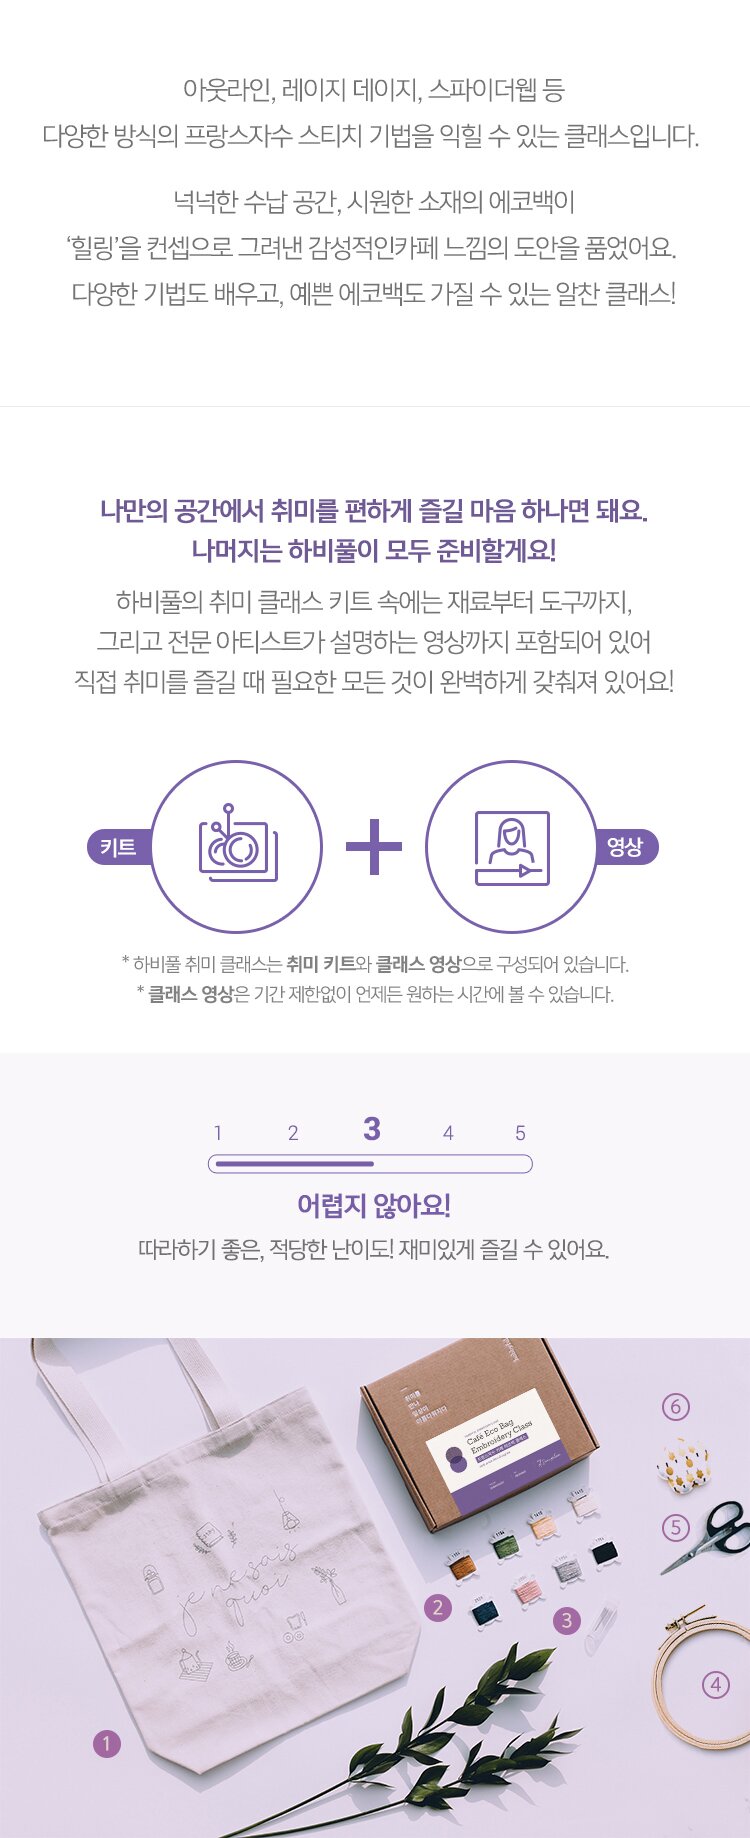 아웃라인, 레이지 데이지, 스파이더웹 등
다양한 방식의 프랑스자수 스티치 기법을 익힐 수 있는 클래스입니다.
넉넉한 수납 공간, 시원한 소재의 에코백이
‘힐링’을 컨셉으로 그려낸 감성적인카페 느낌의 도안을 품었어요.
다양한 기법도 배우고, 예쁜 에코백도 가질 수 있는 알찬 클래스!
나만의 공간에서 취미를 편하게 즐길 마음 하나면 돼요.
나머지는 하비풀이 모두 준비할게요!
하비풀의 취미 클래스 키트 속에는 재료부터 도구까지,
그리고 전문 아티스트가 설명하는 영상까지 포함되어 있어
직접 취미를 즐길 때 필요한 모든 것이 완벽하게 갖춰져 있어요!
키트
영상
* 하비풀 취미 클래스는 취미 키트와 클래스 영상으로 구성되어 있습니다.
* 클래스 영상은 기간 제한없이 언제든 원하는 시간에 볼 수 있습니다.
1 2 3 4 5
어렵지 않아요!
따라하기 좋은, 적당한 난이도! 재미있게 즐길 수 있어요.
취미를
만나
일상이
아름다워지다
Café Eco Bag
Embroidery Class
je ne sais
quoi
6
5
2
3
4
1